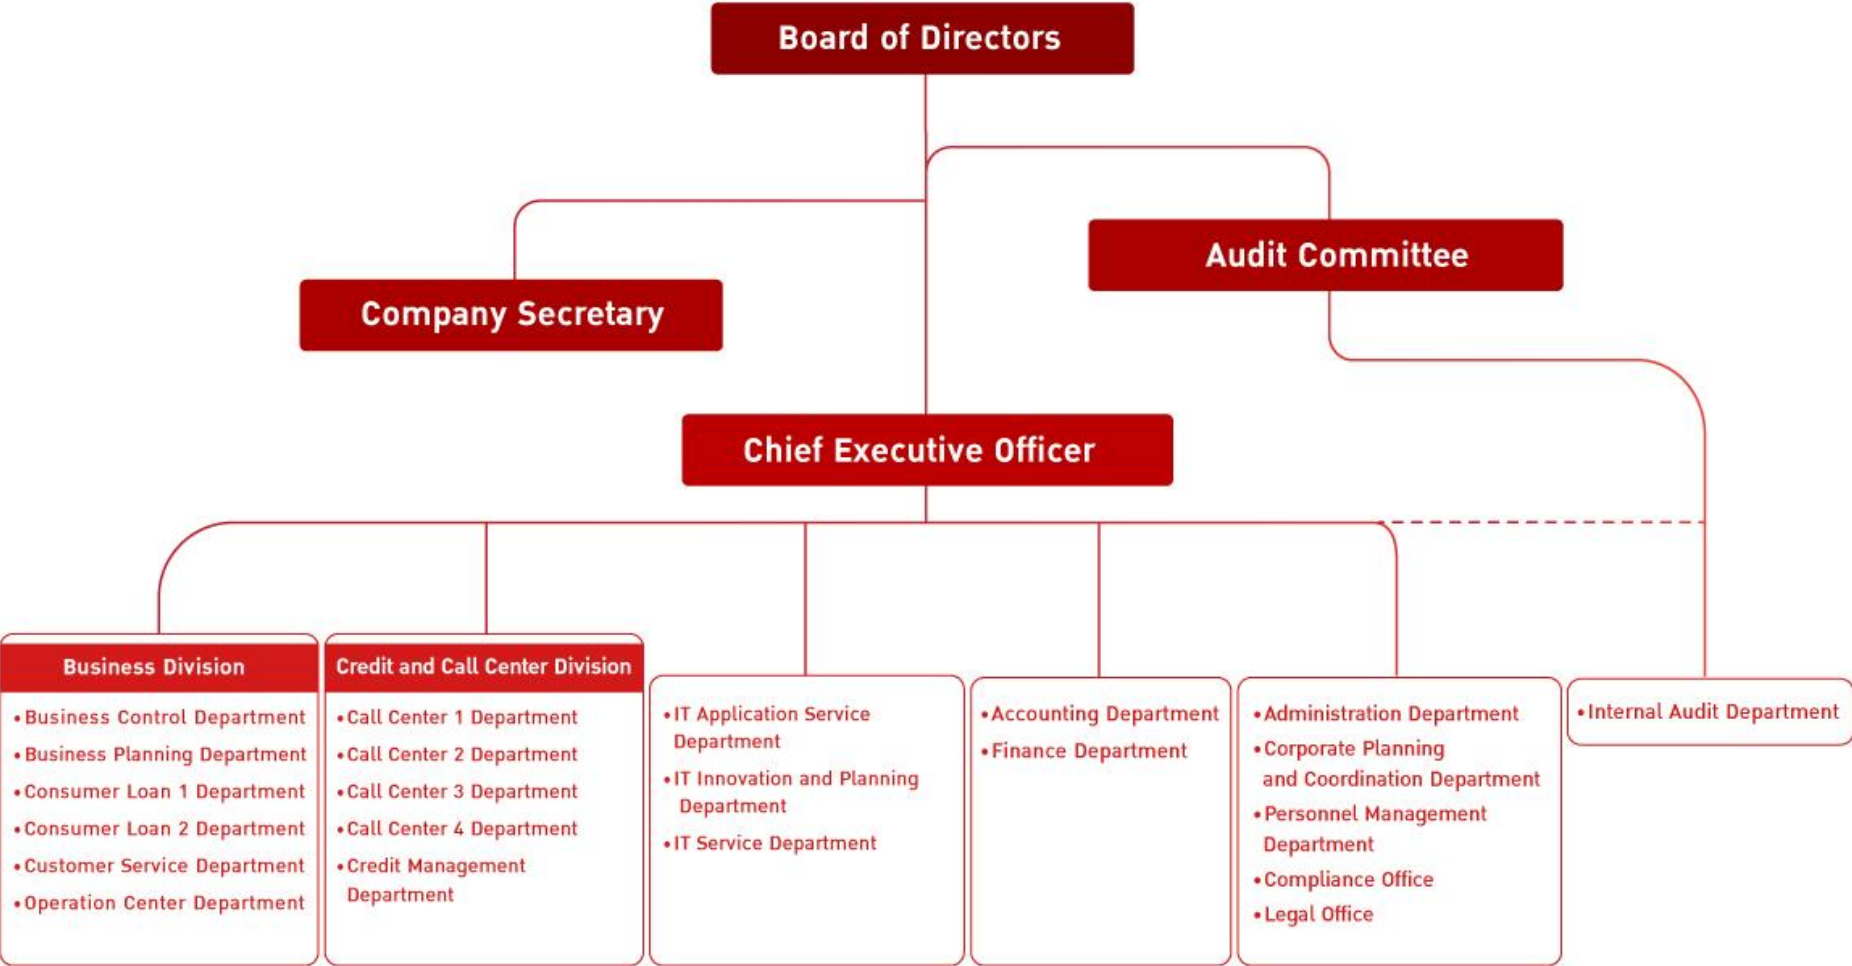 Board of Directors
Audit Committee
Company Secretary
Chief Executive Officer
Business Division
•Business Control Department
•Business Planning Department
•Consumer Loan 1 Department
•Consumer Loan 2 Department
•Customer Service Department
•Operation Center Department
Credit and Call Center Division
•Call Center 1 Department
•Call Center 2 Department
•Call Center 3 Department
•Call Center 4 Department
•Credit Management
Department
•IT Application Service
Department
•IT Innovation and Planning
Department
•IT Service Department
•Accounting Department
•Finance Department
•Administration Department
•Corporate Planning
and Coordination Department
•Personnel Management
Department
•Compliance Office
•Legal Office
•Internal Audit Department